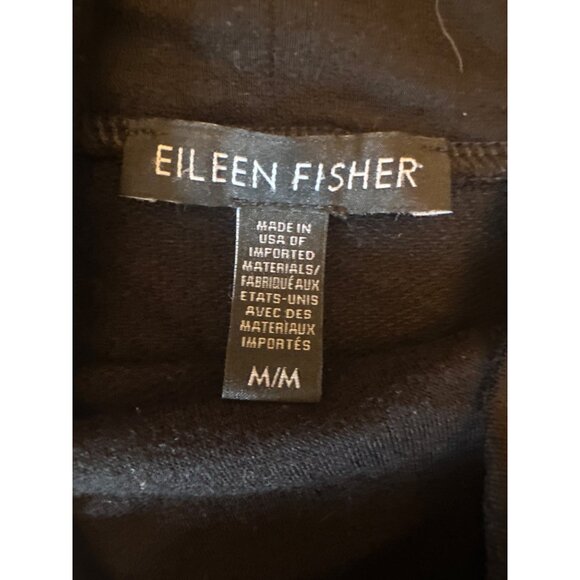 EILEEN FISHER
MADE IN
USA OF
IMPORTED
MATERIALS/
FABRIQUÉ AUX
ETATS-UNIS
AVEC DES
MATERIAUX
IMPORTÉS
M/M